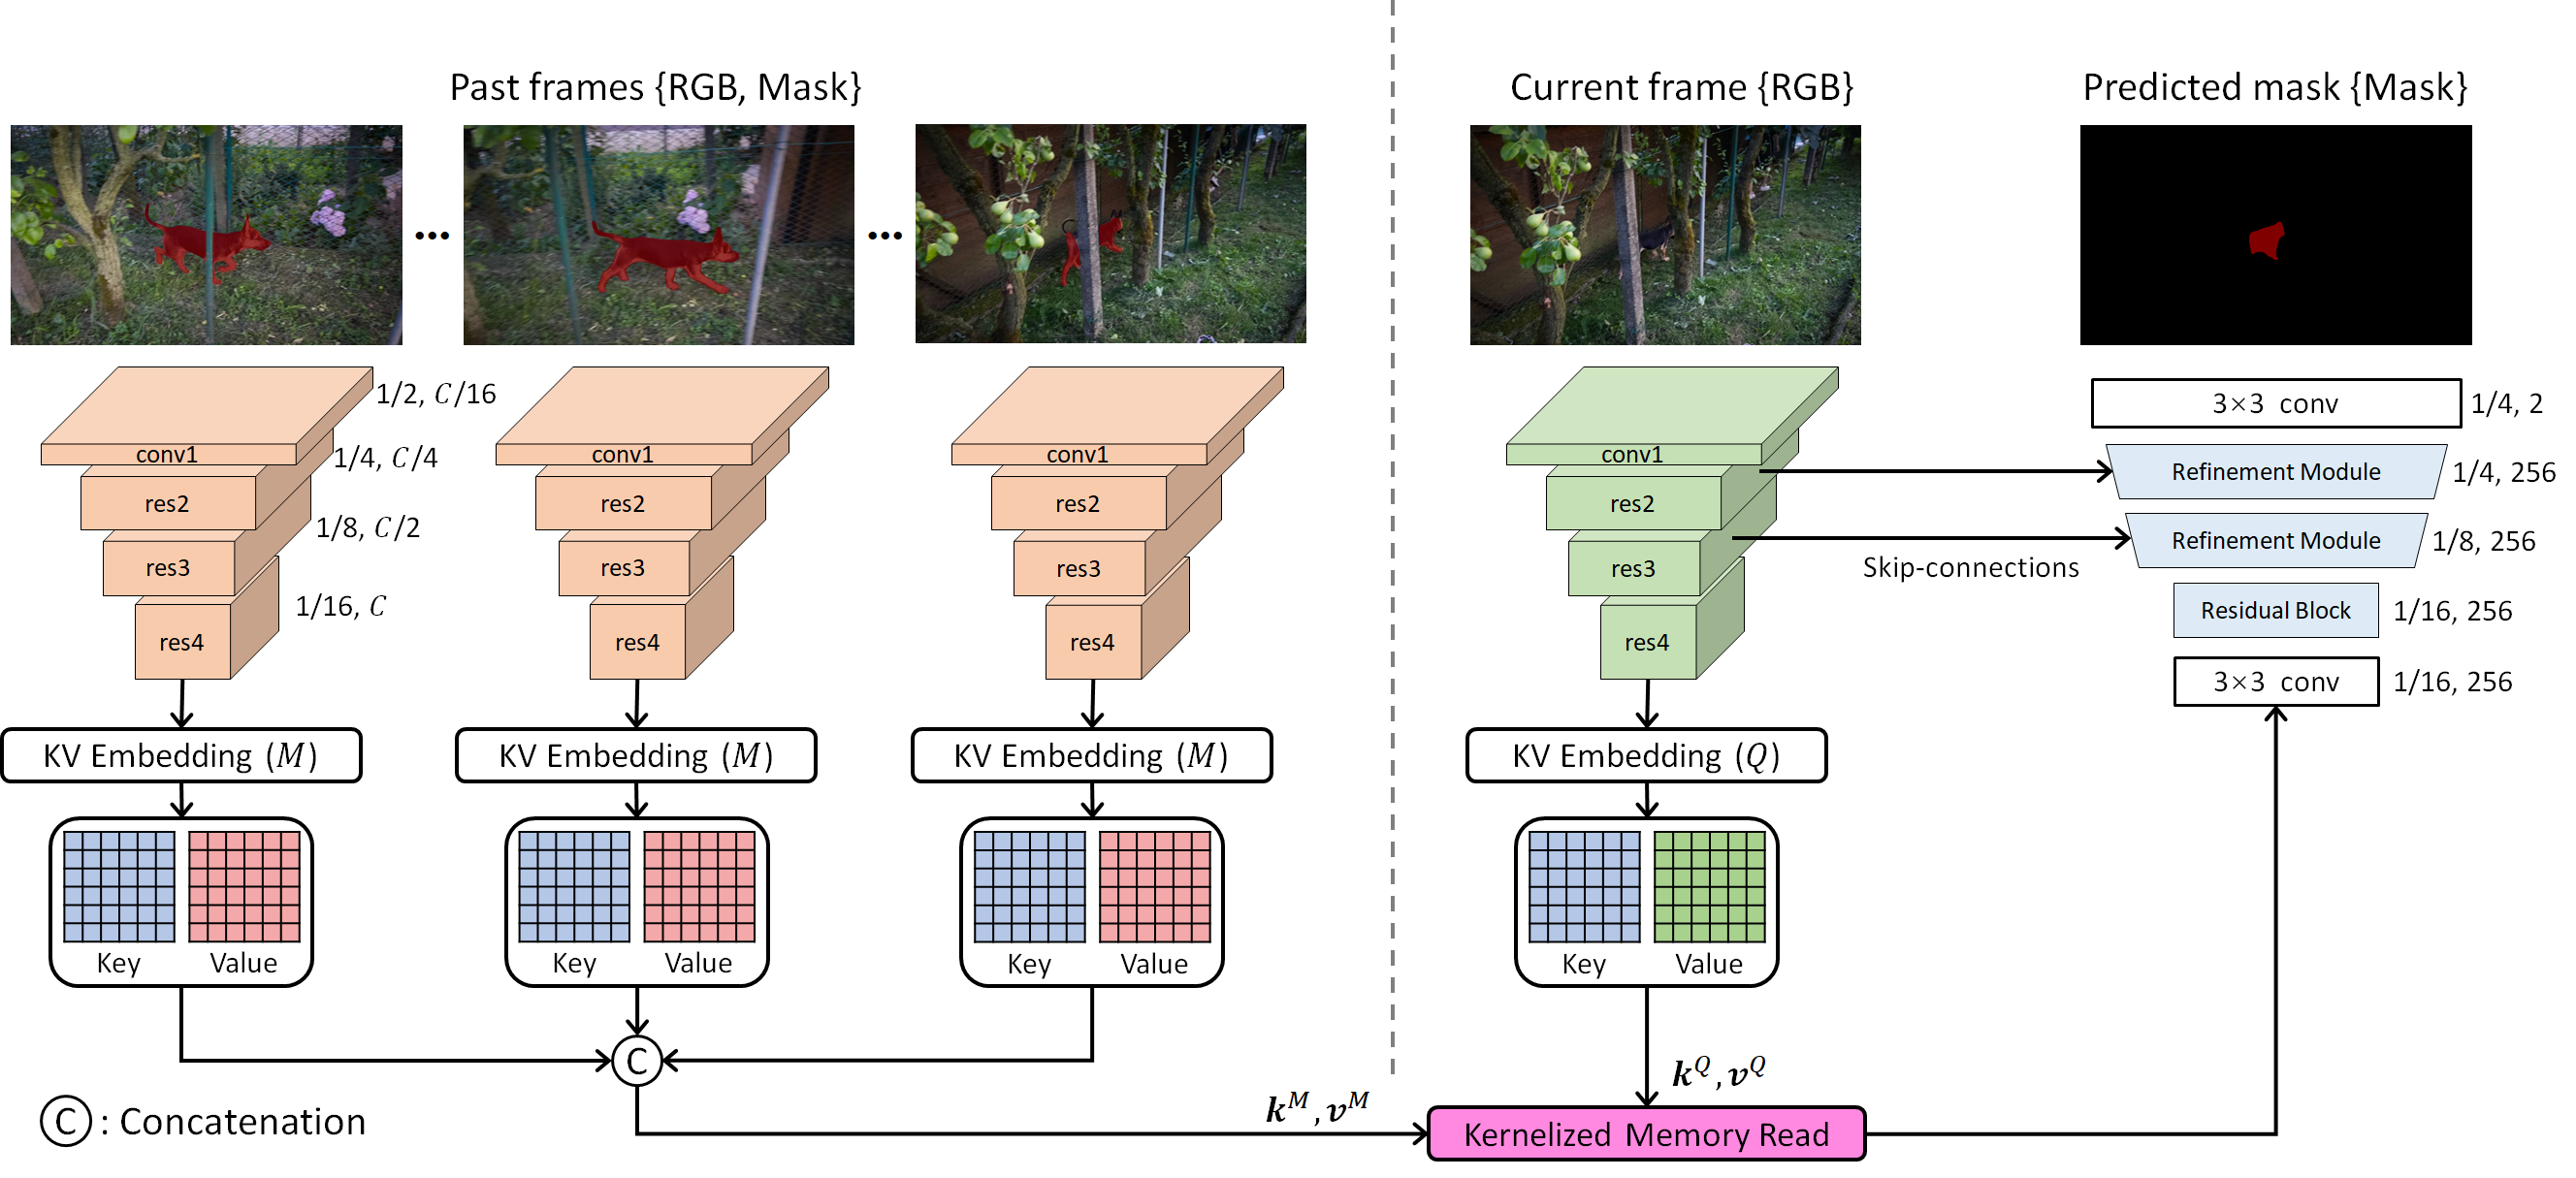 Past frames {RGB, Mask}
Current frame {RGB}
Predicted mask {Mask}
•••
•••
conv1
res2
res3
res4
1/2, C/16
1/4, C/4
1/8, C/2
1/16, C
conv1
res2
res3
res4
conv1
res2
res3
res4
conv1
res2
res3
res4
Skip-connections
3×3 conv
1/4, 2
Refinement Module
1/4, 256
Refinement Module
1/8, 256
Residual Block
1/16, 256
3×3 conv
1/16, 256
KV Embedding (M)
KV Embedding (M)
KV Embedding (M)
KV Embedding (Q)
Key Value
Key Value
Key Value
Key Value
C
k^M, v^M
k^Q, v^Q
Kernelized Memory Read
C : Concatenation